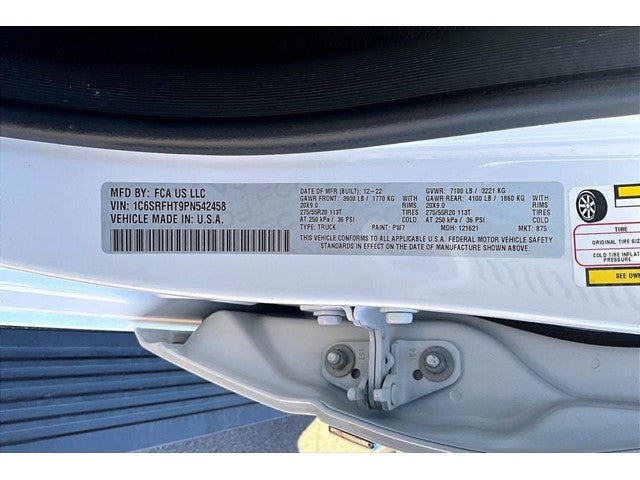 MFD BY: FCA US LLC
VIN: 1C6SRFHT9PN542458
VEHICLE MADE IN U.S.A.
DATE OF MFR (BUILT): 12-22 GVWR: 7100 LB / 3221 KG
GAWR FRONT: 3900 LB / 1770 KG WITH GAWR REAR: 4100 LB / 1860 KG WITH
20X9.0 RIMS 20X9.0 RIMS
275/55R20 113T TIRES 275/55R20 113T TIRES
AT 250 kPa / 36 PSI COLD AT 250 kPa / 36 PSI COLD
TYPE: TRUCK PAINT: PW7 MDH: 121621 MKT: 875
THIS VEHICLE CONFORMS TO ALL APPLICABLE U.S.A. FEDERAL MOTOR VEHICLE SAFETY
STANDARDS IN EFFECT ON THE DATE OF MANUFACTURE SHOWN ABOVE.
TIRE
ORIGINAL TIRE SIZE
COLD TIRE INFLATION
PRESSURE
SEE OWN